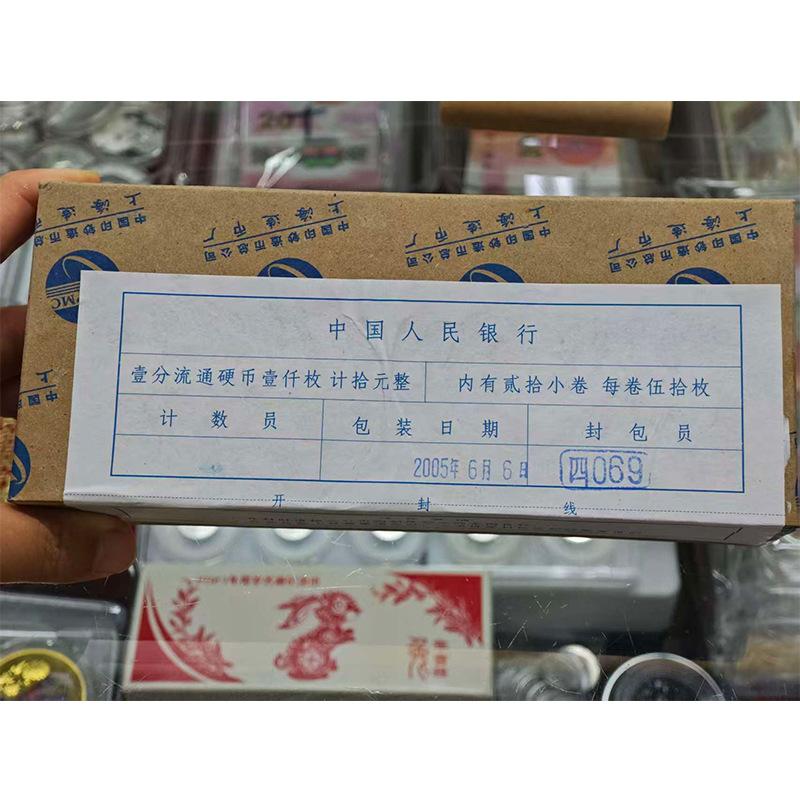 中国印钞造币总公司
上海造币厂
中国印钞造币总公司
上海造币厂
中国印钞造币总公司
上海造币厂
中国印钞造币总公司
上海造币厂
中国人民银行
壹分流通硬币壹仟枚 计拾元整
内有贰拾小卷 每卷伍拾枚
计数员
包装日期
封包员
2005年6月6日
四069
开封线